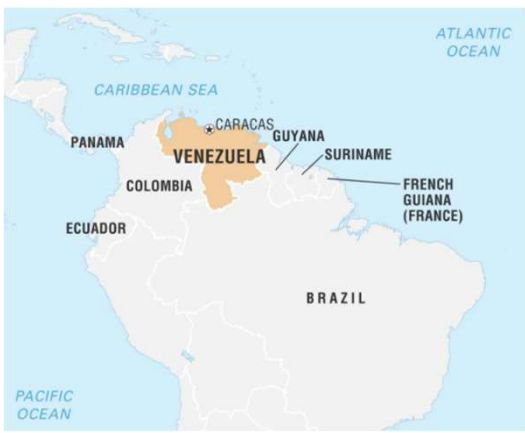 ATLANTIC
OCEAN
CARIBBEAN SEA
CARACAS
PANAMA
GUYANA
VENEZUELA
SURINAME
COLOMBIA
FRENCH
GUIANA
(FRANCE)
ECUADOR
BRAZIL
PACIFIC
OCEAN